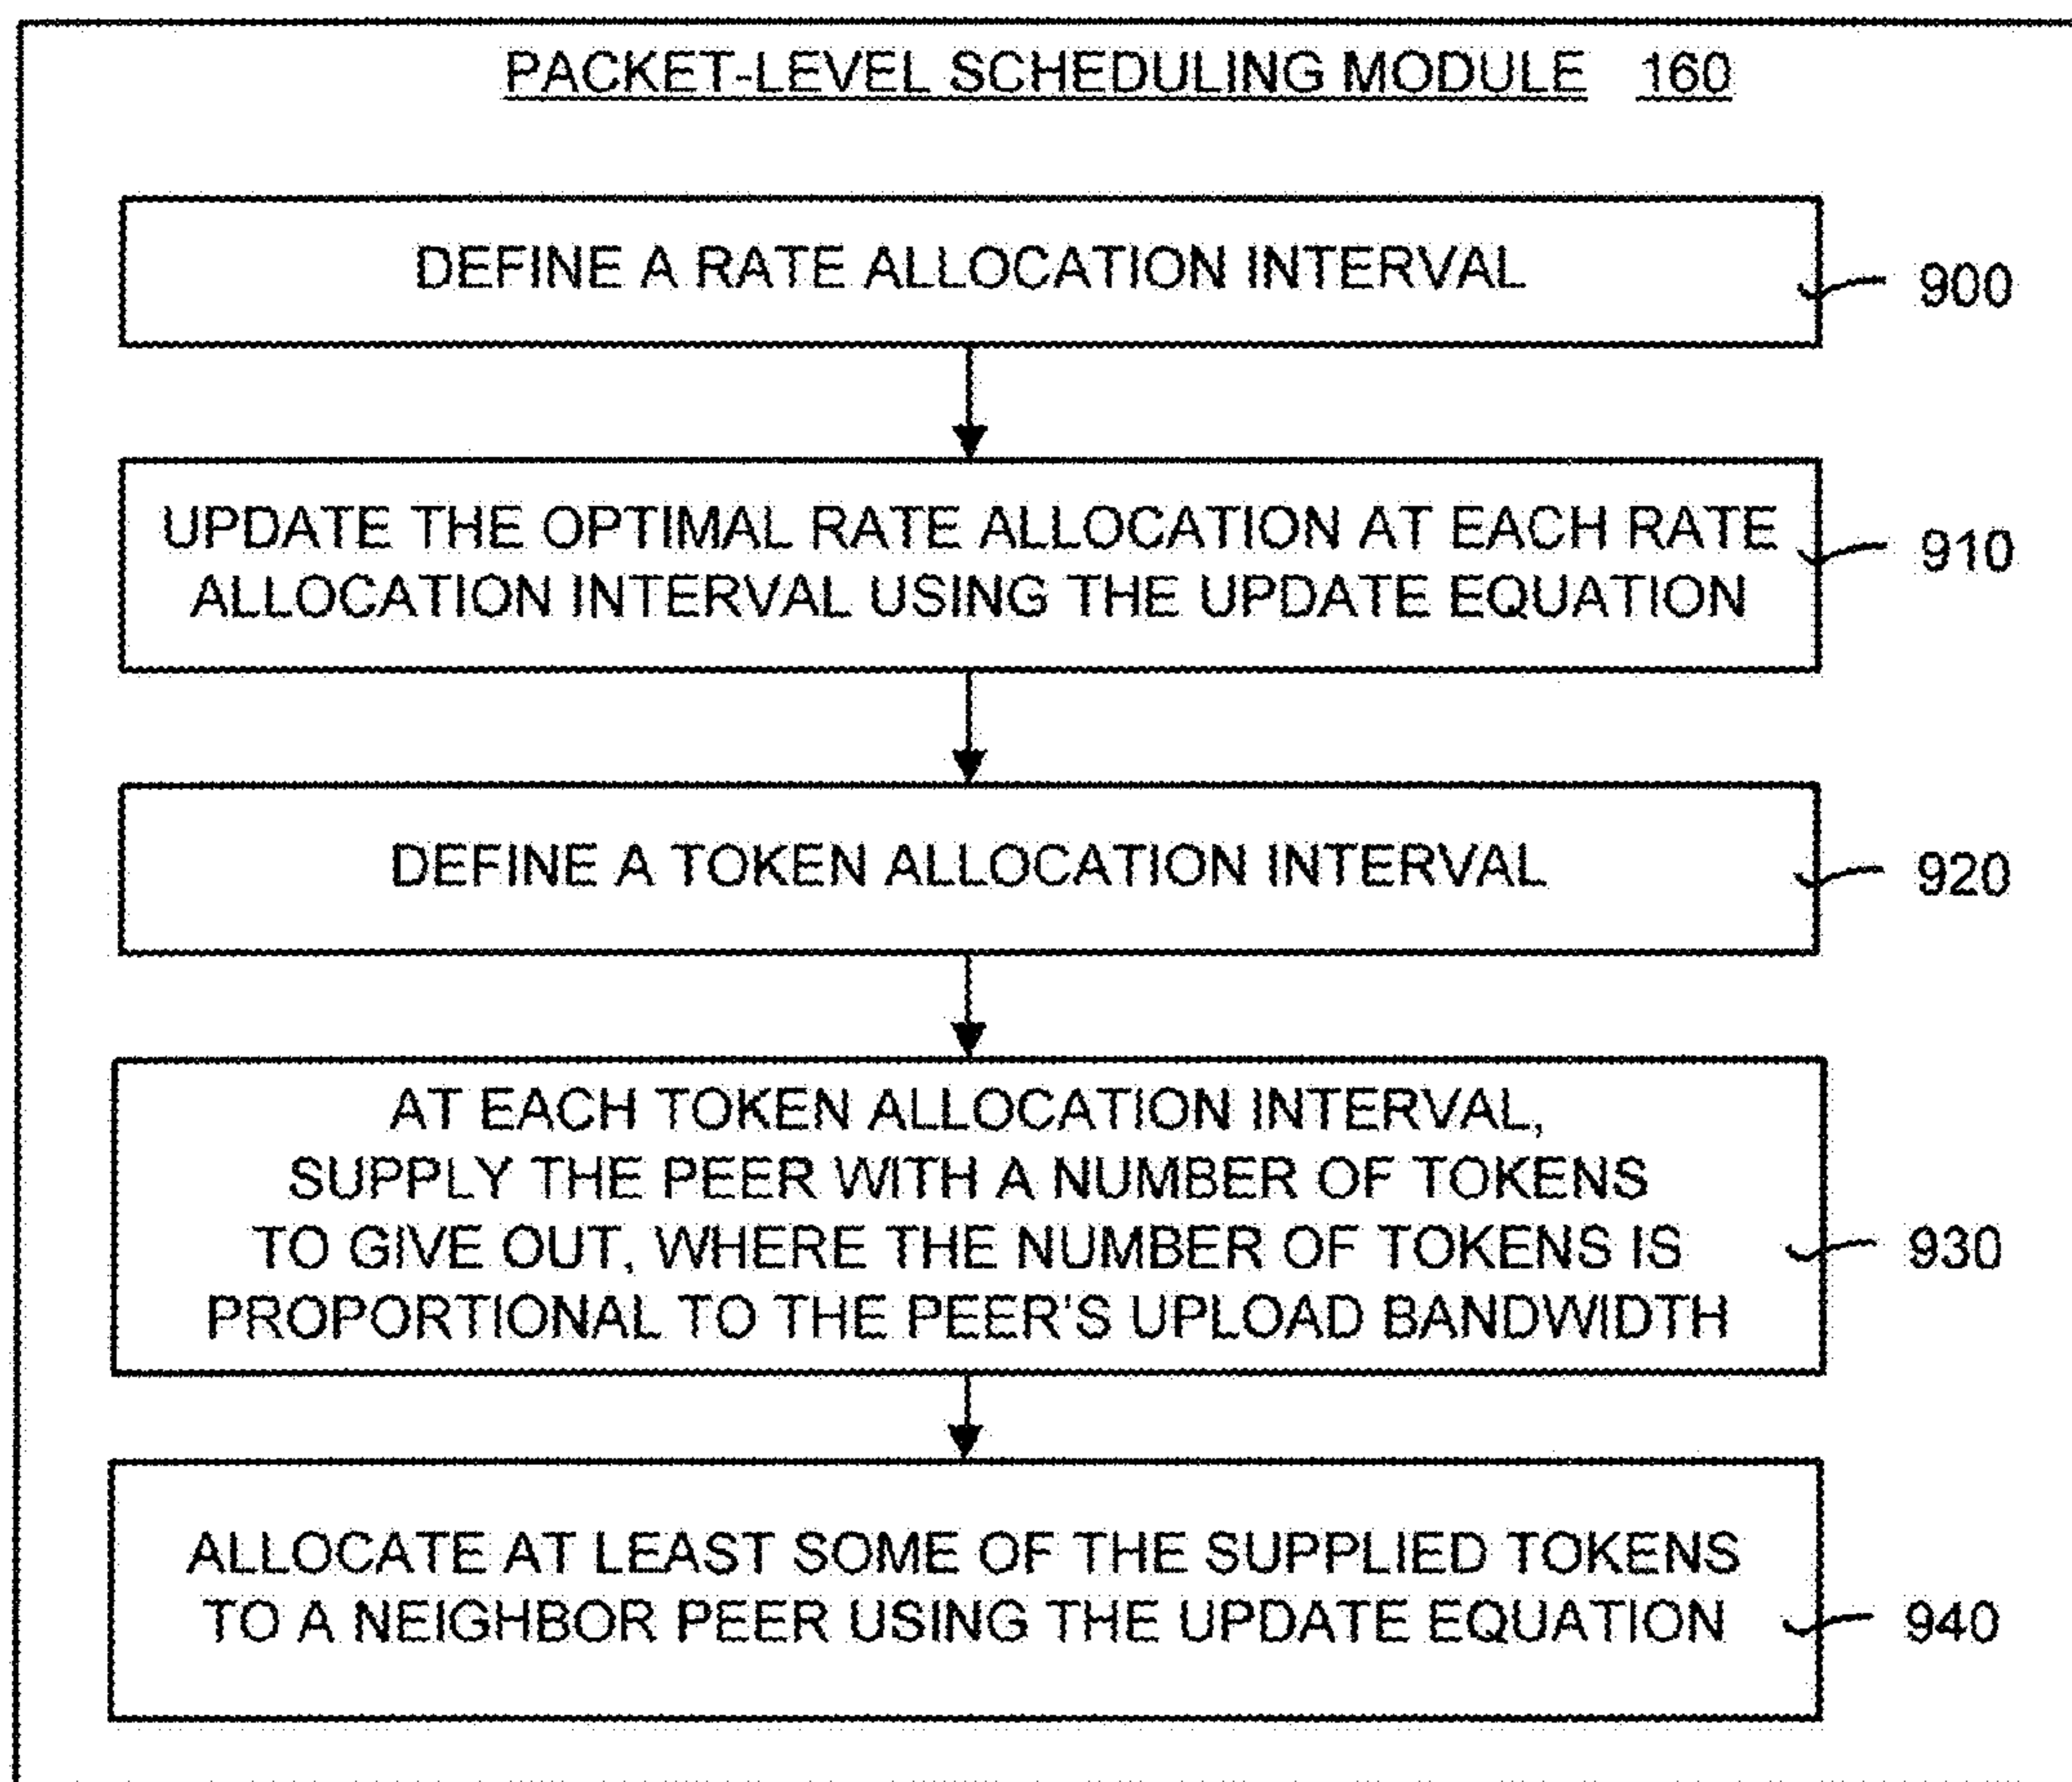 PACKET-LEVEL SCHEDULING MODULE 160
DEFINE A RATE ALLOCATION INTERVAL
900
UPDATE THE OPTIMAL RATE ALLOCATION AT EACH RATE
ALLOCATION INTERVAL USING THE UPDATE EQUATION
910
DEFINE A TOKEN ALLOCATION INTERVAL
920
AT EACH TOKEN ALLOCATION INTERVAL,
SUPPLY THE PEER WITH A NUMBER OF TOKENS
TO GIVE OUT, WHERE THE NUMBER OF TOKENS IS
PROPORTIONAL TO THE PEER'S UPLOAD BANDWIDTH
930
ALLOCATE AT LEAST SOME OF THE SUPPLIED TOKENS
TO A NEIGHBOR PEER USING THE UPDATE EQUATION
940